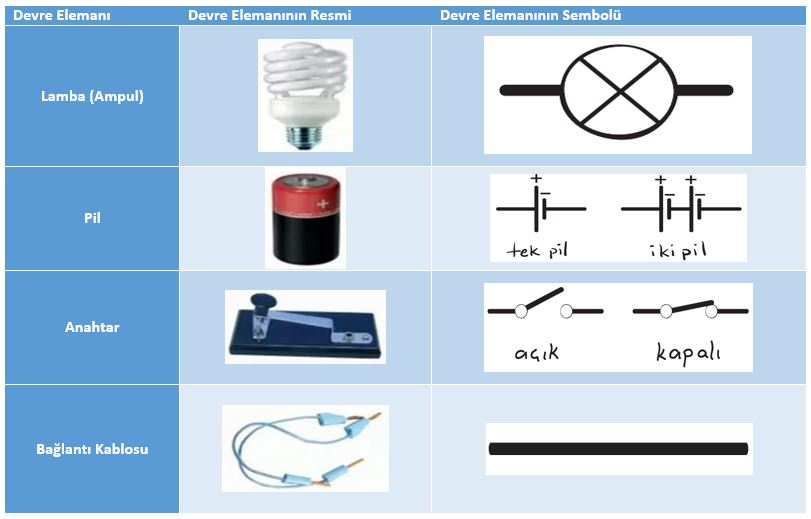 Devre Elemanı Devre Elemanının Resmi Devre Elemanının Sembolü
Lamba (Ampul)
Pil
+
+ − + − + −
tek pil iki pil
Anahtar
açık kapalı
Bağlantı Kablosu